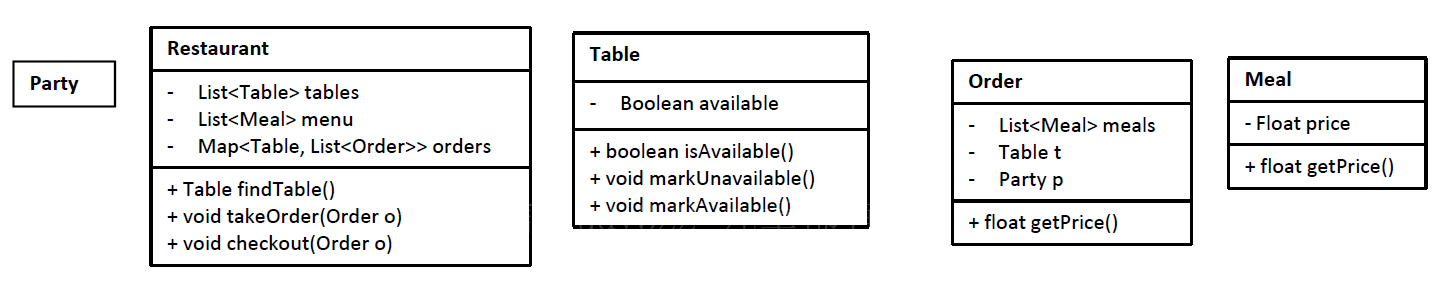 Party
Restaurant
- List<Table> tables
- List<Meal> menu
- Map<Table, List<Order>> orders
+ Table findTable()
+ void takeOrder(Order o)
+ void checkout(Order o)
Table
- Boolean available
+ boolean isAvailable()
+ void markUnavailable()
+ void markAvailable()
Order
- List<Meal> meals
- Table t
- Party p
+ float getPrice()
Meal
- Float price
+ float getPrice()